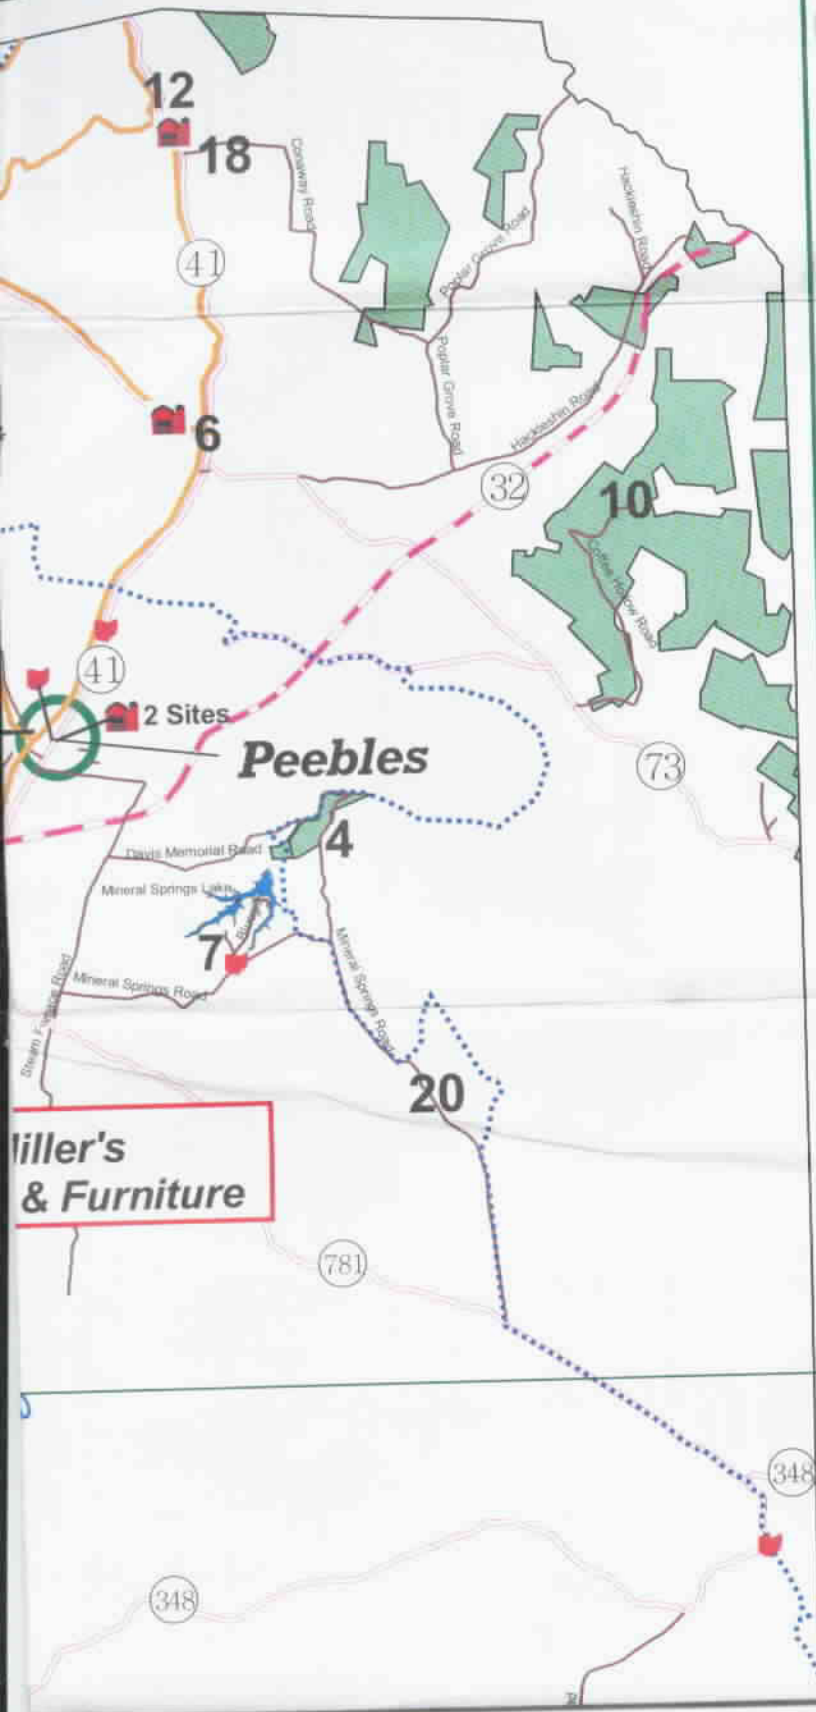 12
18
Conaway Road
41
Hackleshin Road
Poplar Grove Road
Poplar Grove Road
Hackleshin Road
6
32
10
Coffee Hollow Road
41
2 Sites
Peebles
73
4
Davis Memorial Road
Mineral Springs Lake
7
Mineral Springs Road
Mineral Springs Road
Steam Furnace Road
20
iller's
& Furniture
781
348
348